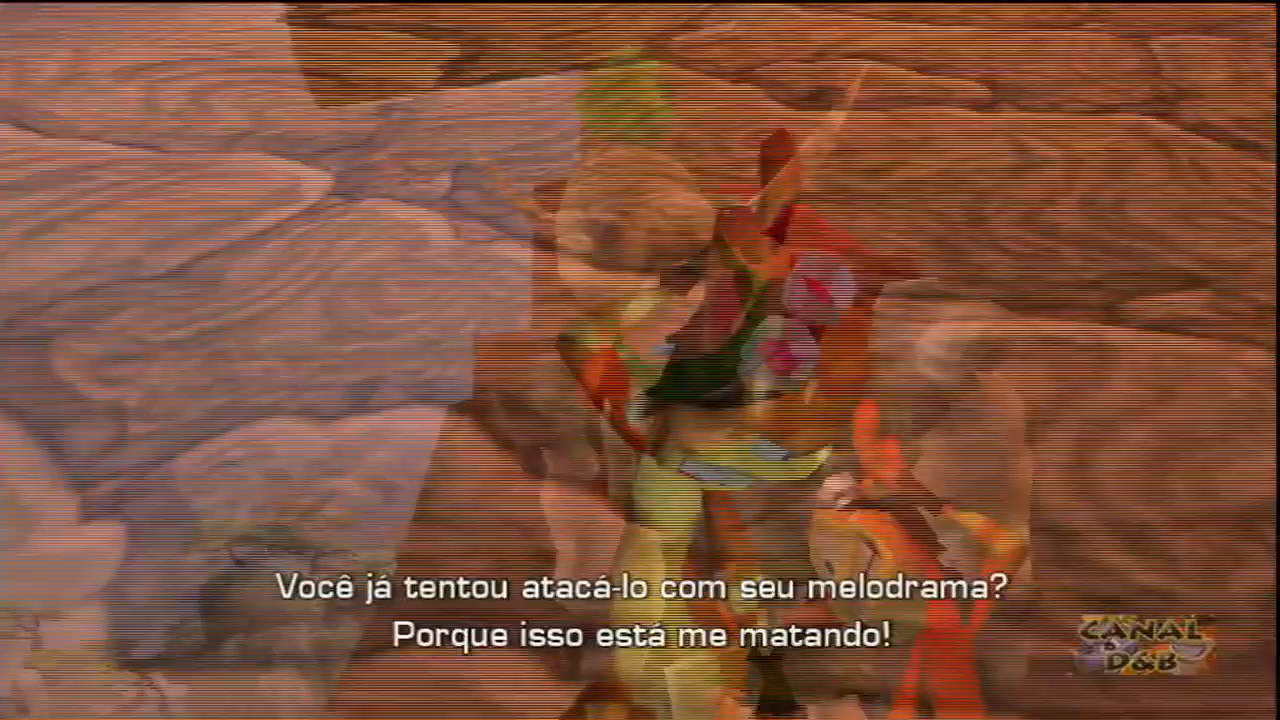 Você já tentou atacá-lo com seu melodrama?
Porque isso está me matando!
CANAL
D&B